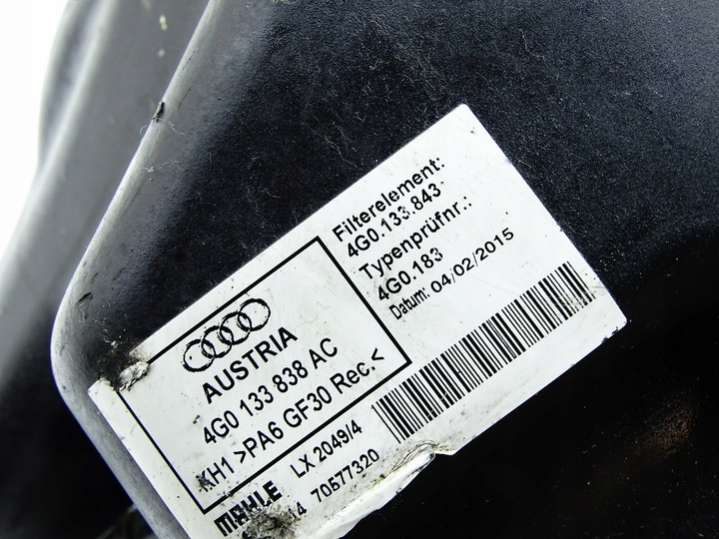 AUSTRIA
4G0 133 838 AC
KH1 >PA6 GF30 Rec.<
Filterelement:
4G0.133.843
Typenprüfnr.:
4G0.183
Datum: 04/02/2015
MAHLE LX 2049/4
14 70577320